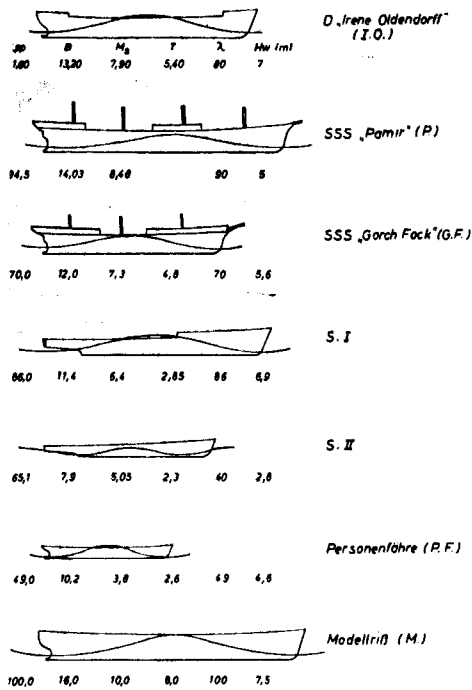 D „Irene Oldendorff"
(I.O.)
B M₀ T λ Hw (m)
13,20 7,90 5,40 80 7
SSS „Pamir" (P.)
94,5 14,03 8,48 90 5
SSS „Gorch Fock" (G.F.)
70,0 12,0 7,3 4,8 70 5,6
S. I
86,0 11,4 6,4 2,85 86 6,9
S. II
65,1 7,9 5,05 2,3 40 2,8
Personenfähre (P.F.)
49,0 10,2 3,8 2,6 49 4,6
Modellriß (M.)
100,0 16,0 10,0 6,0 100 7,5